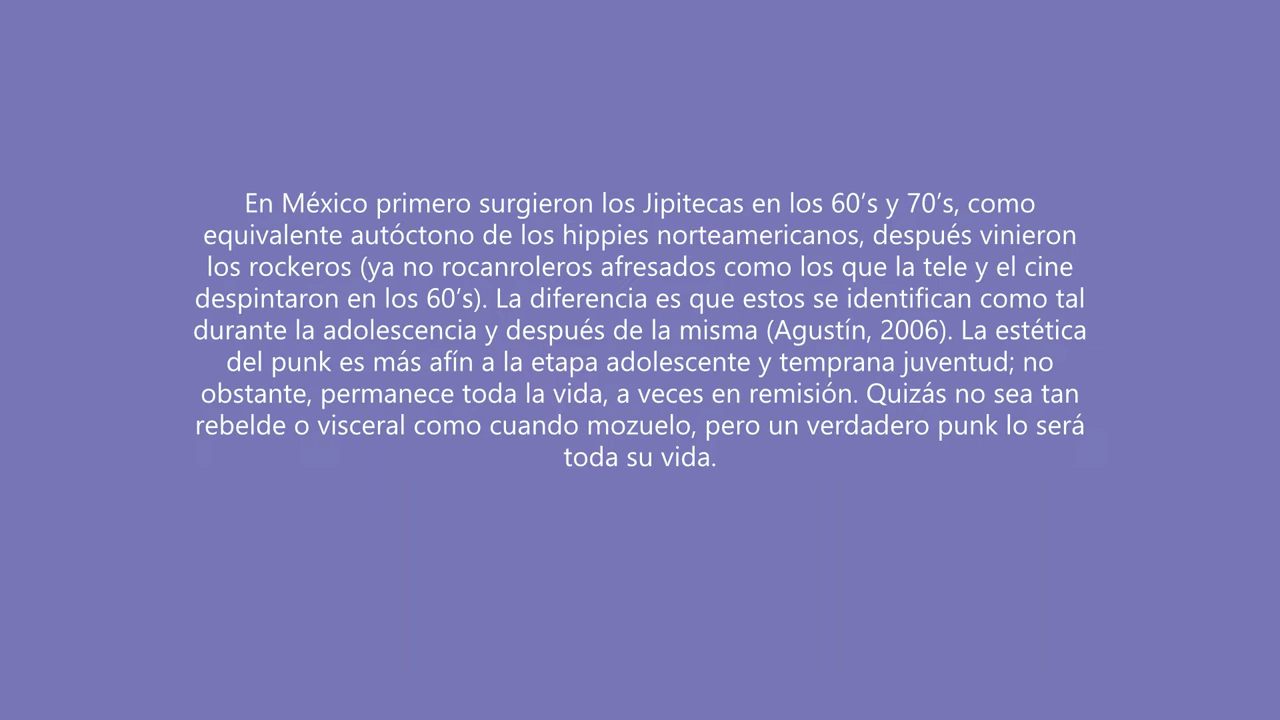 En México primero surgieron los Jipitecas en los 60’s y 70’s, como
equivalente autóctono de los hippies norteamericanos, después vinieron
los rockeros (ya no rocanroleros afresados como los que la tele y el cine
despintaron en los 60’s). La diferencia es que estos se identifican como tal
durante la adolescencia y después de la misma (Agustín, 2006). La estética
del punk es más afín a la etapa adolescente y temprana juventud; no
obstante, permanece toda la vida, a veces en remisión. Quizás no sea tan
rebelde o visceral como cuando mozuelo, pero un verdadero punk lo será
toda su vida.